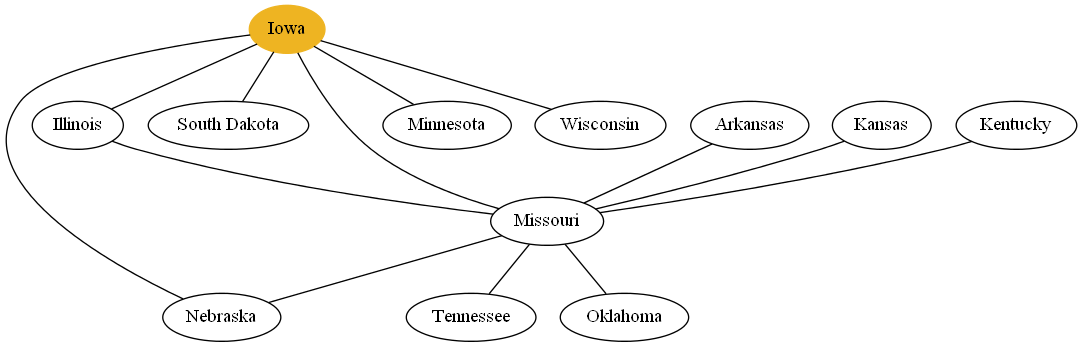 Iowa
Illinois
South Dakota
Minnesota
Wisconsin
Arkansas
Kansas
Kentucky
Missouri
Nebraska
Tennessee
Oklahoma